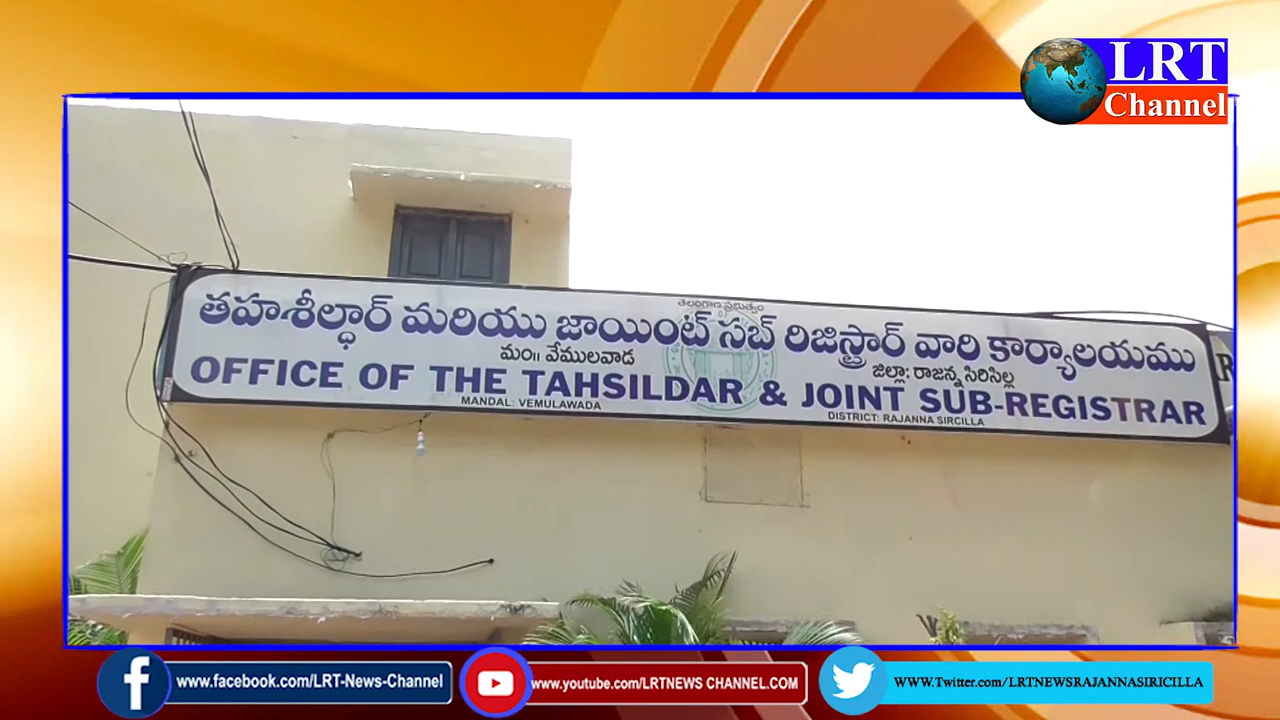 LRT
Channel
తెలంగాణ ప్రభుత్వం
తహశీల్ధార్ మరియు జాయింట్ సబ్ రిజిస్ట్రార్ వారి కార్యాలయము
మం॥ వేములవాడ
జిల్లా: రాజన్న సిరిసిల్ల
OFFICE OF THE TAHSILDAR & JOINT SUB-REGISTRAR
MANDAL: VEMULAWADA
DISTRICT: RAJANNA SIRCILLA
www.facebook.com/LRT-News-Channel
www.youtube.com/LRTNEWS CHANNEL.COM
WWW.Twitter.com/LRTNEWSRAJANNASIRICILLA